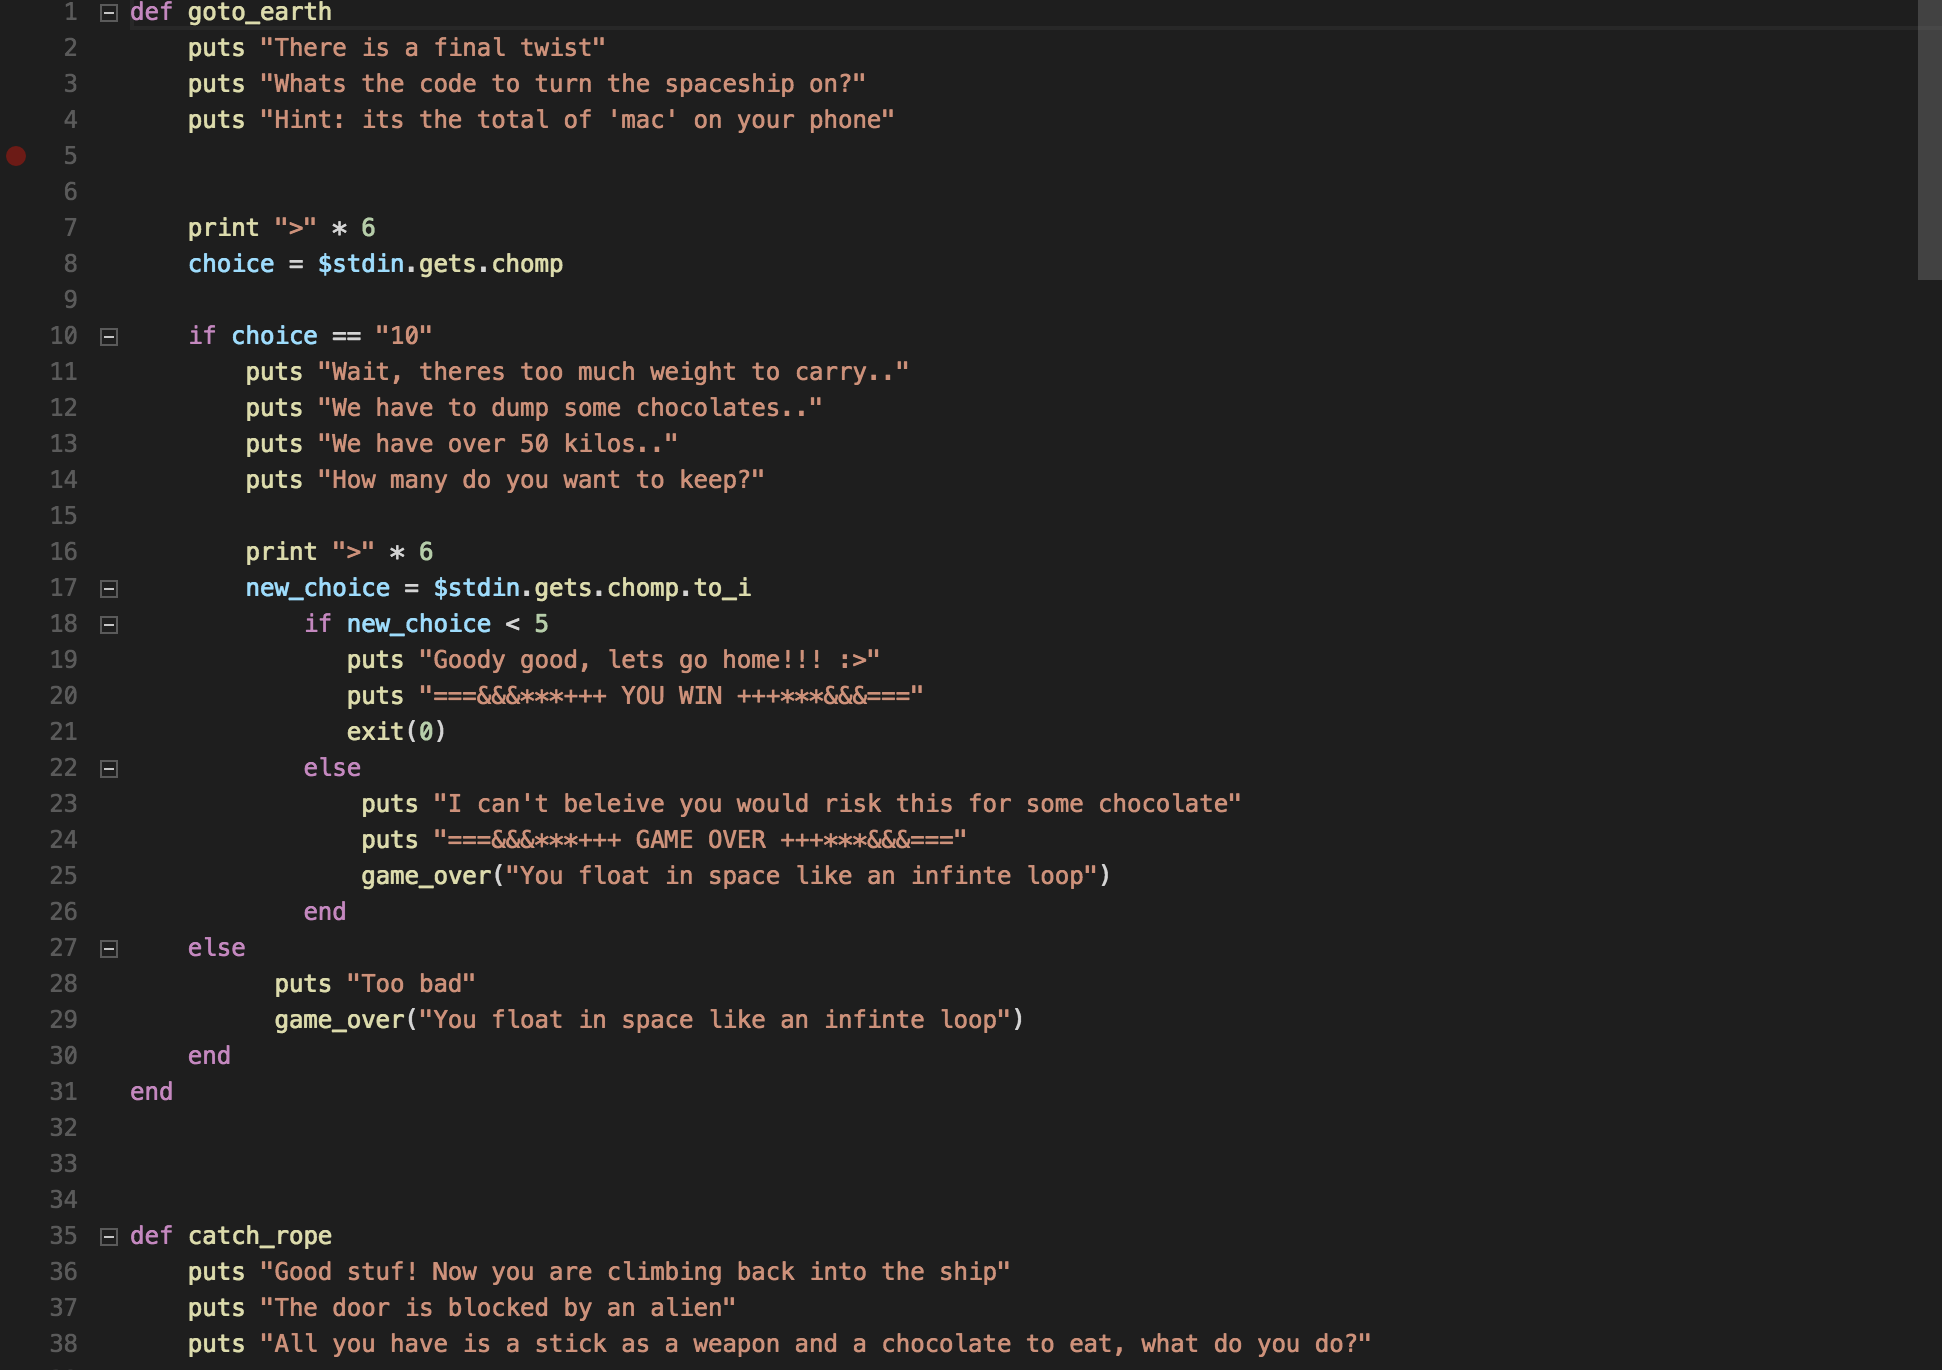 1 def goto_earth
2 puts "There is a final twist"
3 puts "Whats the code to turn the spaceship on?"
4 puts "Hint: its the total of 'mac' on your phone"
5
6
7 print ">" * 6
8 choice = $stdin.gets.chomp
9
10 if choice == "10"
11 puts "Wait, theres too much weight to carry.."
12 puts "We have to dump some chocolates.."
13 puts "We have over 50 kilos.."
14 puts "How many do you want to keep?"
15
16 print ">" * 6
17 new_choice = $stdin.gets.chomp.to_i
18 if new_choice < 5
19 puts "Goody good, lets go home!!! :>"
20 puts "===&&&***+++ YOU WIN +++***&&&==="
21 exit(0)
22 else
23 puts "I can't beleive you would risk this for some chocolate"
24 puts "===&&&***+++ GAME OVER +++***&&&==="
25 game_over("You float in space like an infinte loop")
26 end
27 else
28 puts "Too bad"
29 game_over("You float in space like an infinte loop")
30 end
31 end
32
33
34
35 def catch_rope
36 puts "Good stuf! Now you are climbing back into the ship"
37 puts "The door is blocked by an alien"
38 puts "All you have is a stick as a weapon and a chocolate to eat, what do you do?"